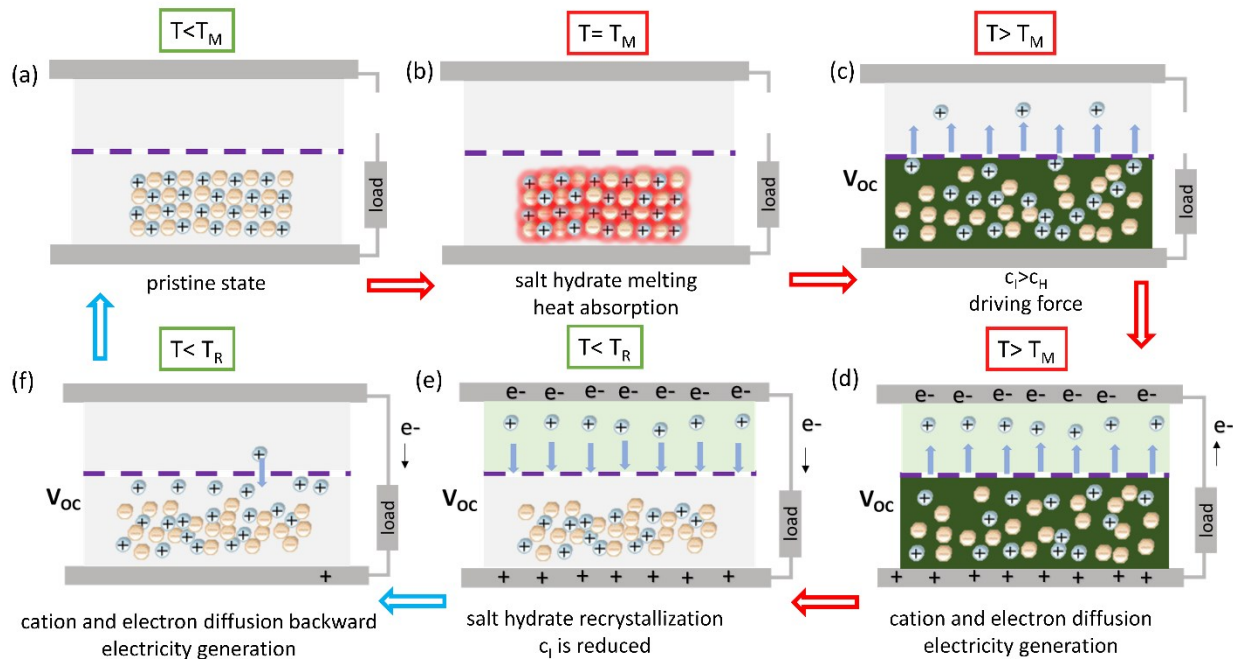 T<T_M
T= T_M
T> T_M
(a)
(b)
(c)
load
load
load
V_OC
pristine state
salt hydrate melting
heat absorption
c_I>c_H
driving force
T< T_R
T< T_R
T> T_M
(f)
(e)
(d)
e- e- e- e- e- e- e-
e-
e-
e-
V_OC
V_OC
V_OC
load
load
load
+
+ + + + + + +
+ + + + + + + +
cation and electron diffusion backward
electricity generation
salt hydrate recrystallization
c_I is reduced
cation and electron diffusion
electricity generation
e- e- e- e- e- e- e-